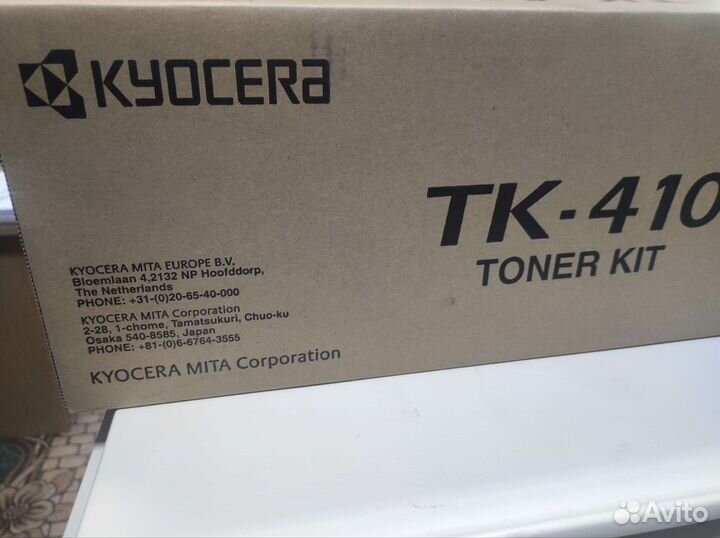 KYOCERA
TK-410
TONER KIT
KYOCERA MITA EUROPE B.V.
Bloemlaan 4,2132 NP Hoofddorp,
The Netherlands
PHONE: +31-(0)20-65-40-000
KYOCERA MITA Corporation
2-28, 1-chome, Tamatsukuri, Chuo-ku
Osaka 540-8585, Japan
PHONE: +81-(0)6-6764-3555
KYOCERA MITA Corporation
Avito